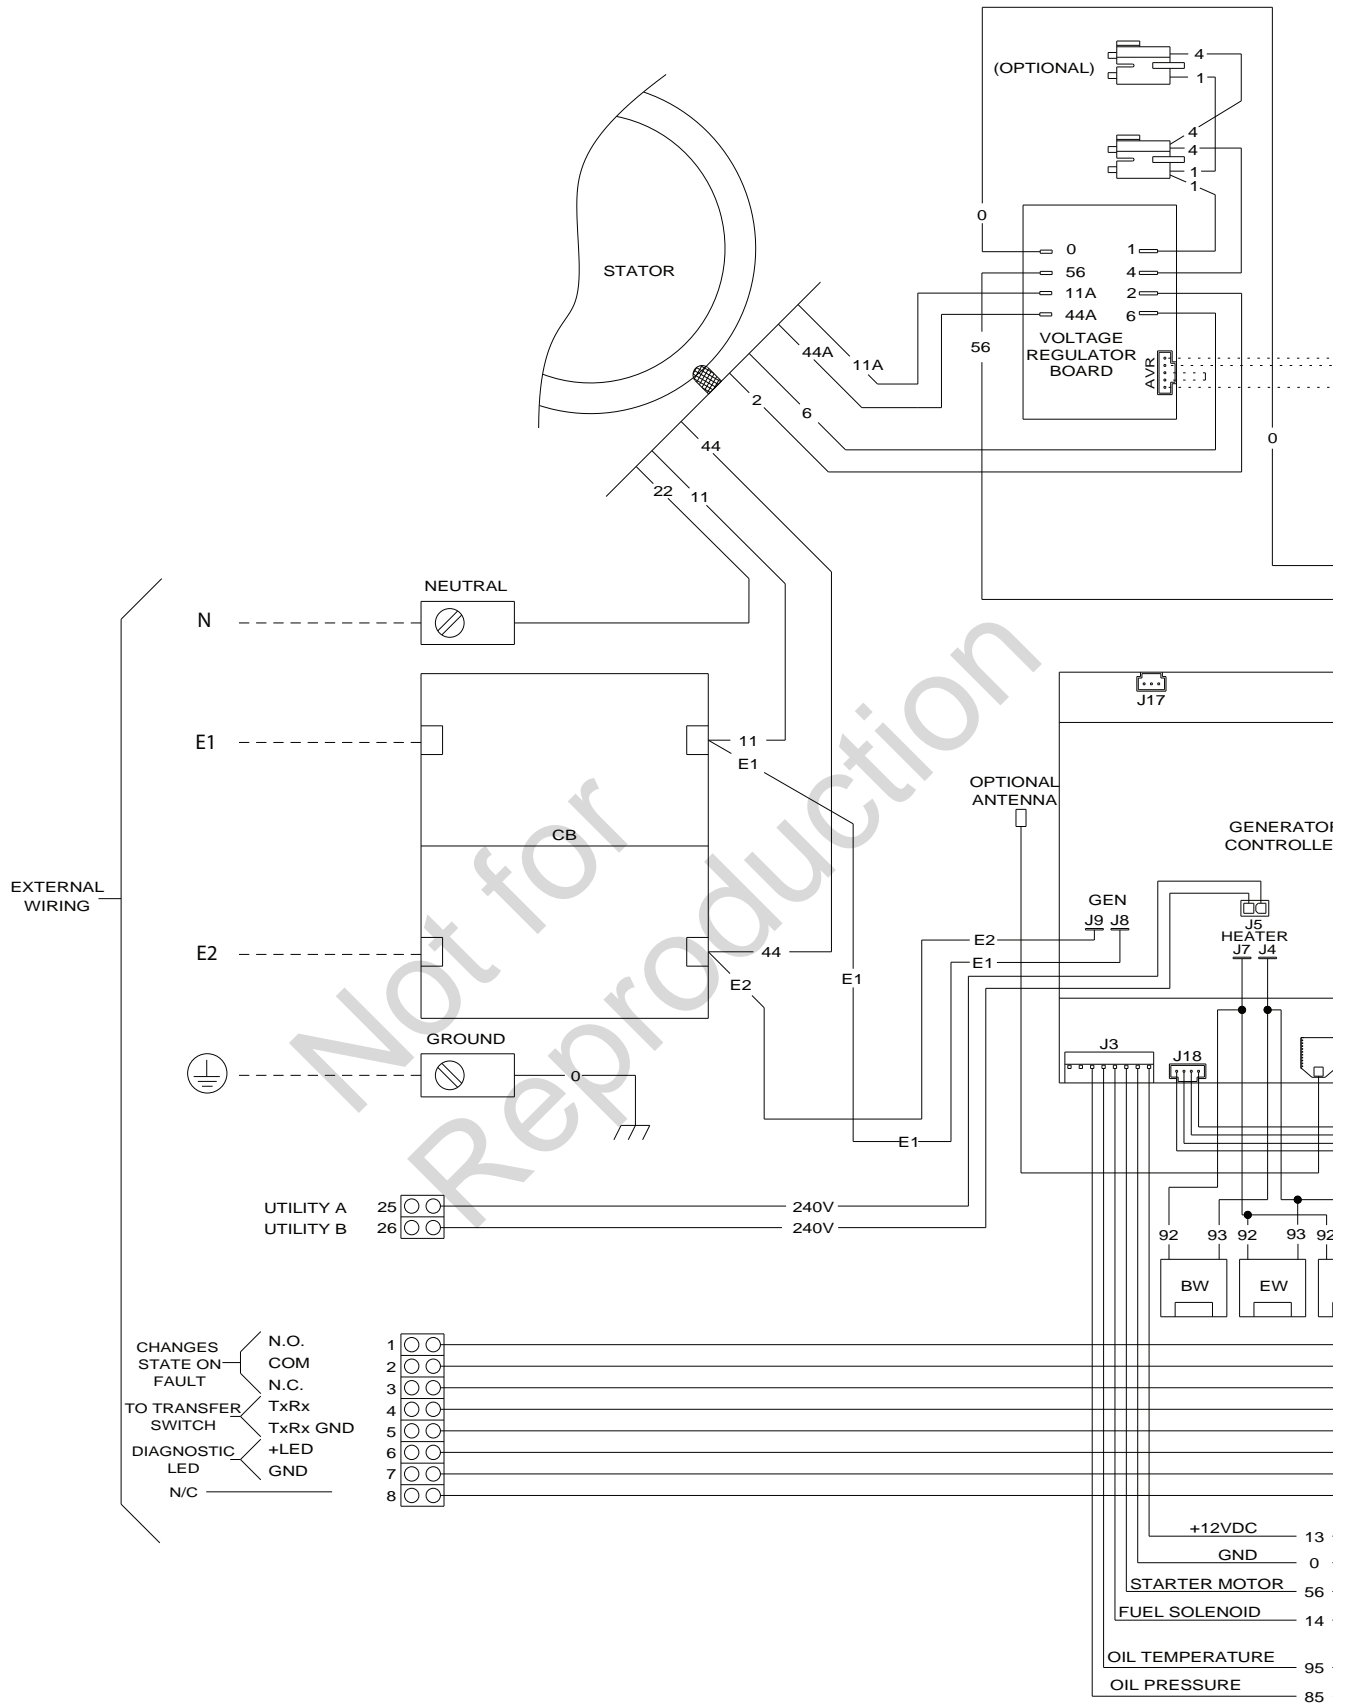 (OPTIONAL)
4
1
4
4
1
1
0
STATOR
0
1
56
4
11A
2
44A
6
VOLTAGE
REGULATOR
BOARD
AVR
56
44A
11A
2
6
0
44
22
11
NEUTRAL
N
J17
E1
11
E1
OPTIONAL
ANTENNA
CB
GENERATOR
CONTROLLE
EXTERNAL
WIRING
GEN
J9 J8
J5
HEATER
J7 J4
E2
E1
E2
44
E2
E1
GROUND
J3
J18
0
E1
UTILITY A 25
240V
UTILITY B 26
240V
92 93 92 93 92
BW
EW
CHANGES
STATE ON
FAULT
N.O.
1
COM
2
N.C.
3
TO TRANSFER
SWITCH
TxRx
4
TxRx GND
5
DIAGNOSTIC
LED
+LED
6
GND
7
N/C
8
+12VDC 13
GND 0
STARTER MOTOR 56
FUEL SOLENOID 14
OIL TEMPERATURE 95
OIL PRESSURE 85
Not for
Reproduction